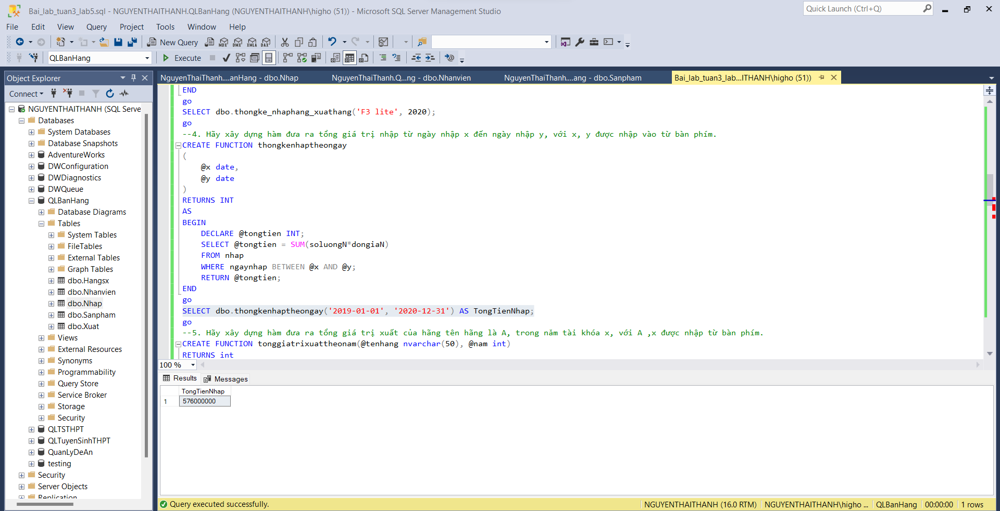 Bai_lab_tuan3_lab5.sql - NGUYENTHAITHANH.QLBanHang (NGUYENTHAITHANH\higho (51)) - Microsoft SQL Server Management Studio
Quick Launch (Ctrl+Q)
File Edit View Query Project Tools Window Help
New Query MDX DMX XMLA DAX
QLBanHang Execute
Object Explorer
Connect
NGUYENTHAITHANH (SQL Serve
Databases
System Databases
Database Snapshots
AdventureWorks
DWConfiguration
DWDiagnostics
DWQueue
QLBanHang
Database Diagrams
Tables
System Tables
FileTables
External Tables
Graph Tables
dbo.Hangsx
dbo.Nhanvien
dbo.Nhap
dbo.Sanpham
dbo.Xuat
Views
External Resources
Synonyms
Programmability
Query Store
Service Broker
Storage
Security
QLTSTHPT
QLTuyenSinhTHPT
QuanLyDeAn
testing
Security
Server Objects
Replication
NguyenThaiThanh....anHang - dbo.Nhap NguyenThaiThanh.Q...ng - dbo.Nhanvien NguyenThaiThanh....ang - dbo.Sanpham Bai_lab_tuan3_lab...ITHANH\higho (51))
END
go
SELECT dbo.thongke_nhaphang_xuathang('F3 lite', 2020);
go
--4. Hãy xây dựng hàm đưa ra tổng giá trị nhập từ ngày nhập x đến ngày nhập y, với x, y được nhập vào từ bàn phím.
CREATE FUNCTION thongkenhaptheongay
(
@x date,
@y date
)
RETURNS INT
AS
BEGIN
DECLARE @tongtien INT;
SELECT @tongtien = SUM(soluongN*dongiaN)
FROM nhap
WHERE ngaynhap BETWEEN @x AND @y;
RETURN @tongtien;
END
go
SELECT dbo.thongkenhaptheongay('2019-01-01', '2020-12-31') AS TongTienNhap;
go
--5. Hãy xây dựng hàm đưa ra tổng giá trị xuất của hãng tên hãng là A, trong năm tài khóa x, với A ,x được nhập từ bàn phím.
CREATE FUNCTION tonggiatrixuattheonam(@tenhang nvarchar(50), @nam int)
RETURNS int
100 %
Results Messages
TongTienNhap
1 576000000
Query executed successfully. NGUYENTHAITHANH (16.0 RTM) NGUYENTHAITHANH\higho ... QLBanHang 00:00:00 1 rows